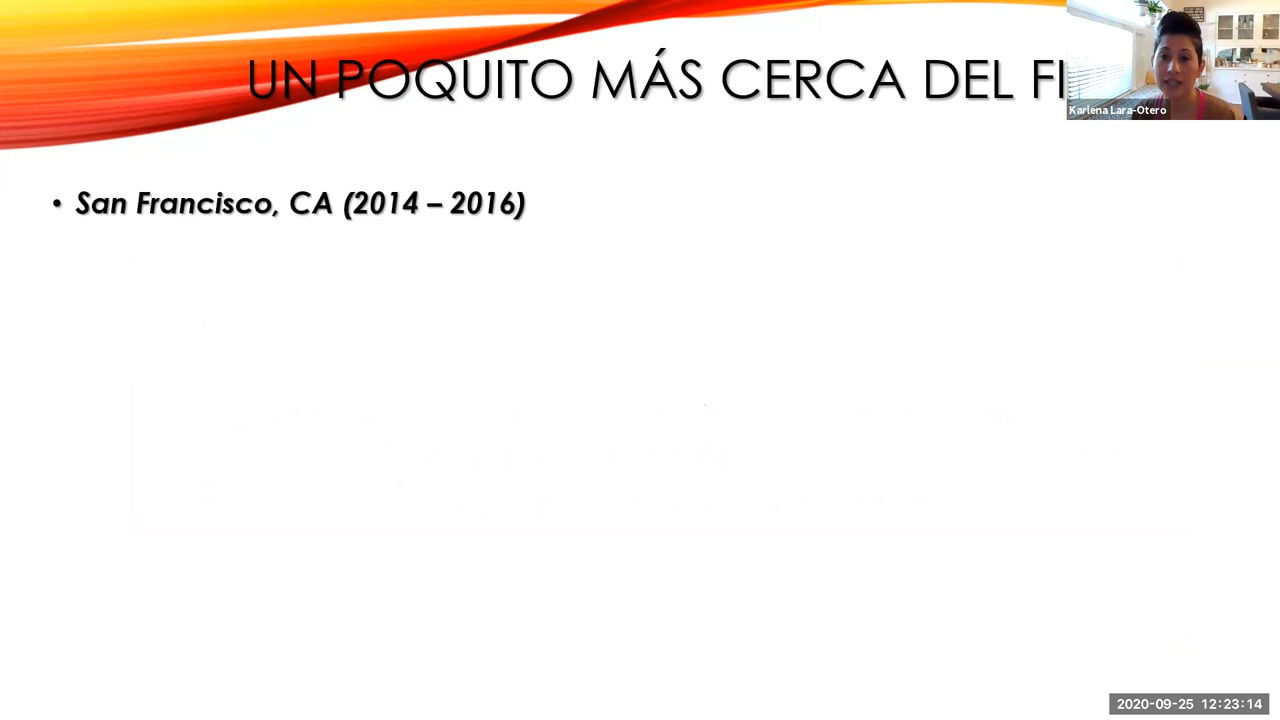 UN POQUITO MÁS CERCA DEL FI
Karlena Lara-Otero
• San Francisco, CA (2014 – 2016)
2020-09-25 12:23:14